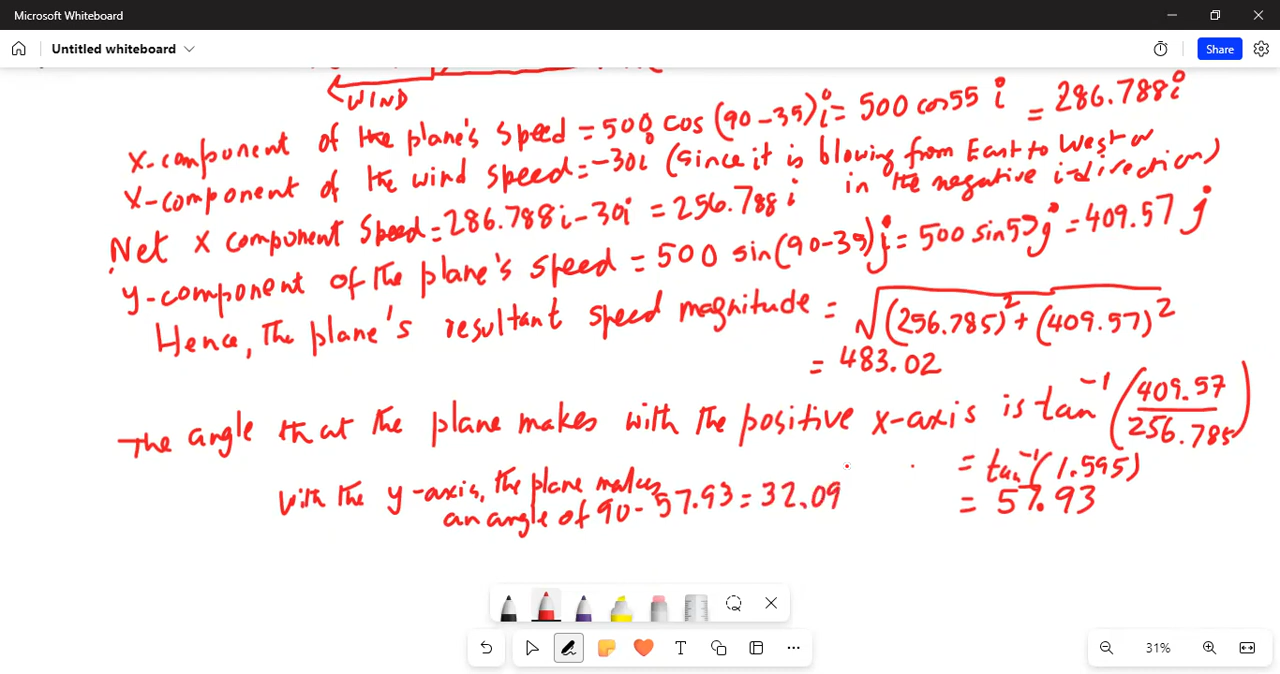 Microsoft Whiteboard
Untitled whiteboard
Share
WIND
x-component of the plane's speed = 500 cos (90-35)i = 500 cos55 i = 286.788i
x-component of the wind speed = -30i (since it is blowing from East to West or
in the negative i-direction)
Net x component speed = 286.788i-30i = 256.788i
y-component of the plane's speed = 500 sin(90-35)j = 500 sin55j = 409.57 j
Hence, the plane's resultant speed magnitude = √(256.785)² + (409.57)²
= 483.02
The angle that the plane makes with the positive x-axis is tan⁻¹(409.57/256.785)
= tan⁻¹(1.595)
= 57.93
with the y-axis, the plane makes
an angle of 90-57.93 = 32.09
31%